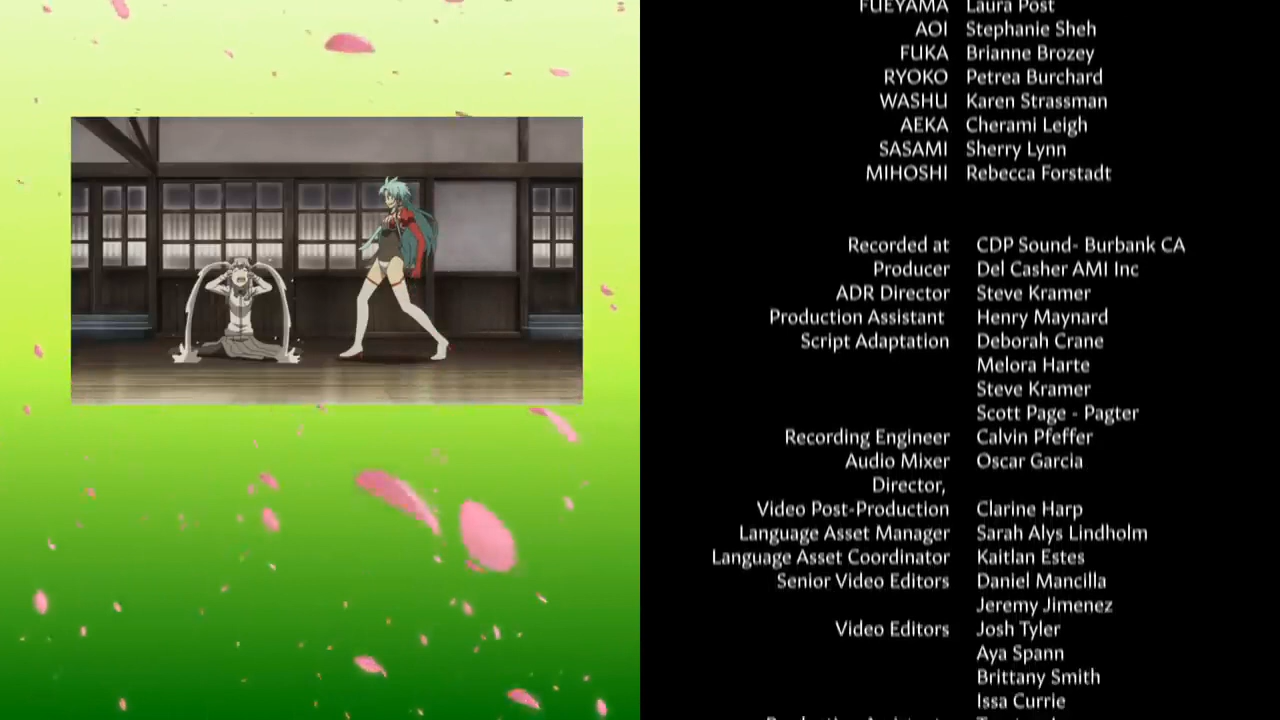 FUEYAMA Laura Post
AOI Stephanie Sheh
FUKA Brianne Brozey
RYOKO Petrea Burchard
WASHU Karen Strassman
AEKA Cherami Leigh
SASAMI Sherry Lynn
MIHOSHI Rebecca Forstadt
Recorded at CDP Sound- Burbank CA
Producer Del Casher AMI Inc
ADR Director Steve Kramer
Production Assistant Henry Maynard
Script Adaptation Deborah Crane
Melora Harte
Steve Kramer
Scott Page - Pagter
Recording Engineer Calvin Pfeffer
Audio Mixer Oscar Garcia
Director,
Video Post-Production Clarine Harp
Language Asset Manager Sarah Alys Lindholm
Language Asset Coordinator Kaitlan Estes
Senior Video Editors Daniel Mancilla
Jeremy Jimenez
Video Editors Josh Tyler
Aya Spann
Brittany Smith
Issa Currie